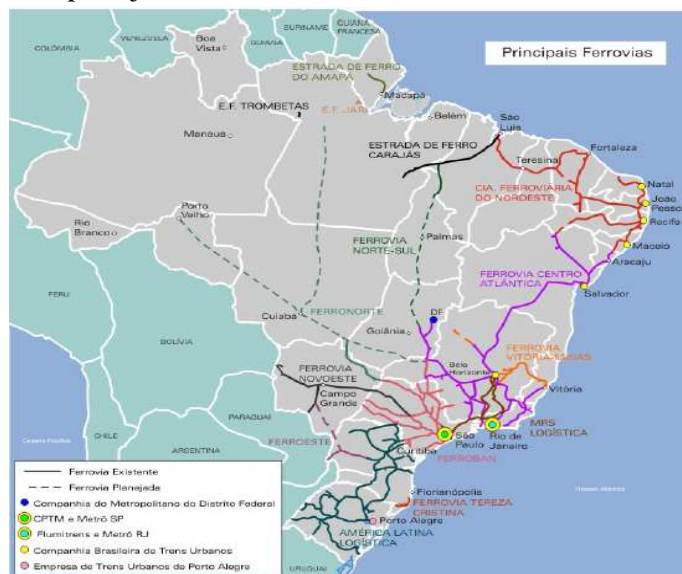 Principais Ferrovias
COLÔMBIA
VENEZUELA
GUIANA
SURINAME
GUIANA
FRANCESA
Boa
Vista
ESTRADA DE FERRO
DO AMAPÁ
Macapá
E.F. TROMBETAS
E.F. JARI
Belém
São
Luís
Manaus
ESTRADA DE FERRO
CARAJÁS
Teresina
Fortaleza
CIA. FERROVIÁRIA
DO NORDESTE
Natal
João
Pesso
Recife
Porto
Velho
Rio
Branco
FERROVIA
NORTE-SUL
Palmas
Maceió
Aracaju
FERROVIA CENTRO
ATLÂNTICA
Salvador
PERU
FERRONORTE
Cuiabá
DF
Goiânia
BOLÍVIA
FERROVIA
VITÓRIA-MINAS
Belo
Horizonte
FERROVIA
NOVOESTE
Campo
Grande
Vitória
PARAGUAI
MRS
LOGÍSTICA
São
Paulo
Rio de
Janeiro
CHILE
FERROESTE
FERROBAN
Curitiba
ARGENTINA
Florianópolis
FERROVIA TEREZA
CRISTINA
Porto Alegre
AMÉRICA LATINA
LOGÍSTICA
URUGUAI
Ferrovia Existente
Ferrovia Planejada
Companhia do Metropolitano do Distrito Federal
CPTM e Metrô SP
Flumitrens e Metrô RJ
Companhia Brasileira de Trens Urbanos
Empresa de Trens Urbanos de Porto Alegre